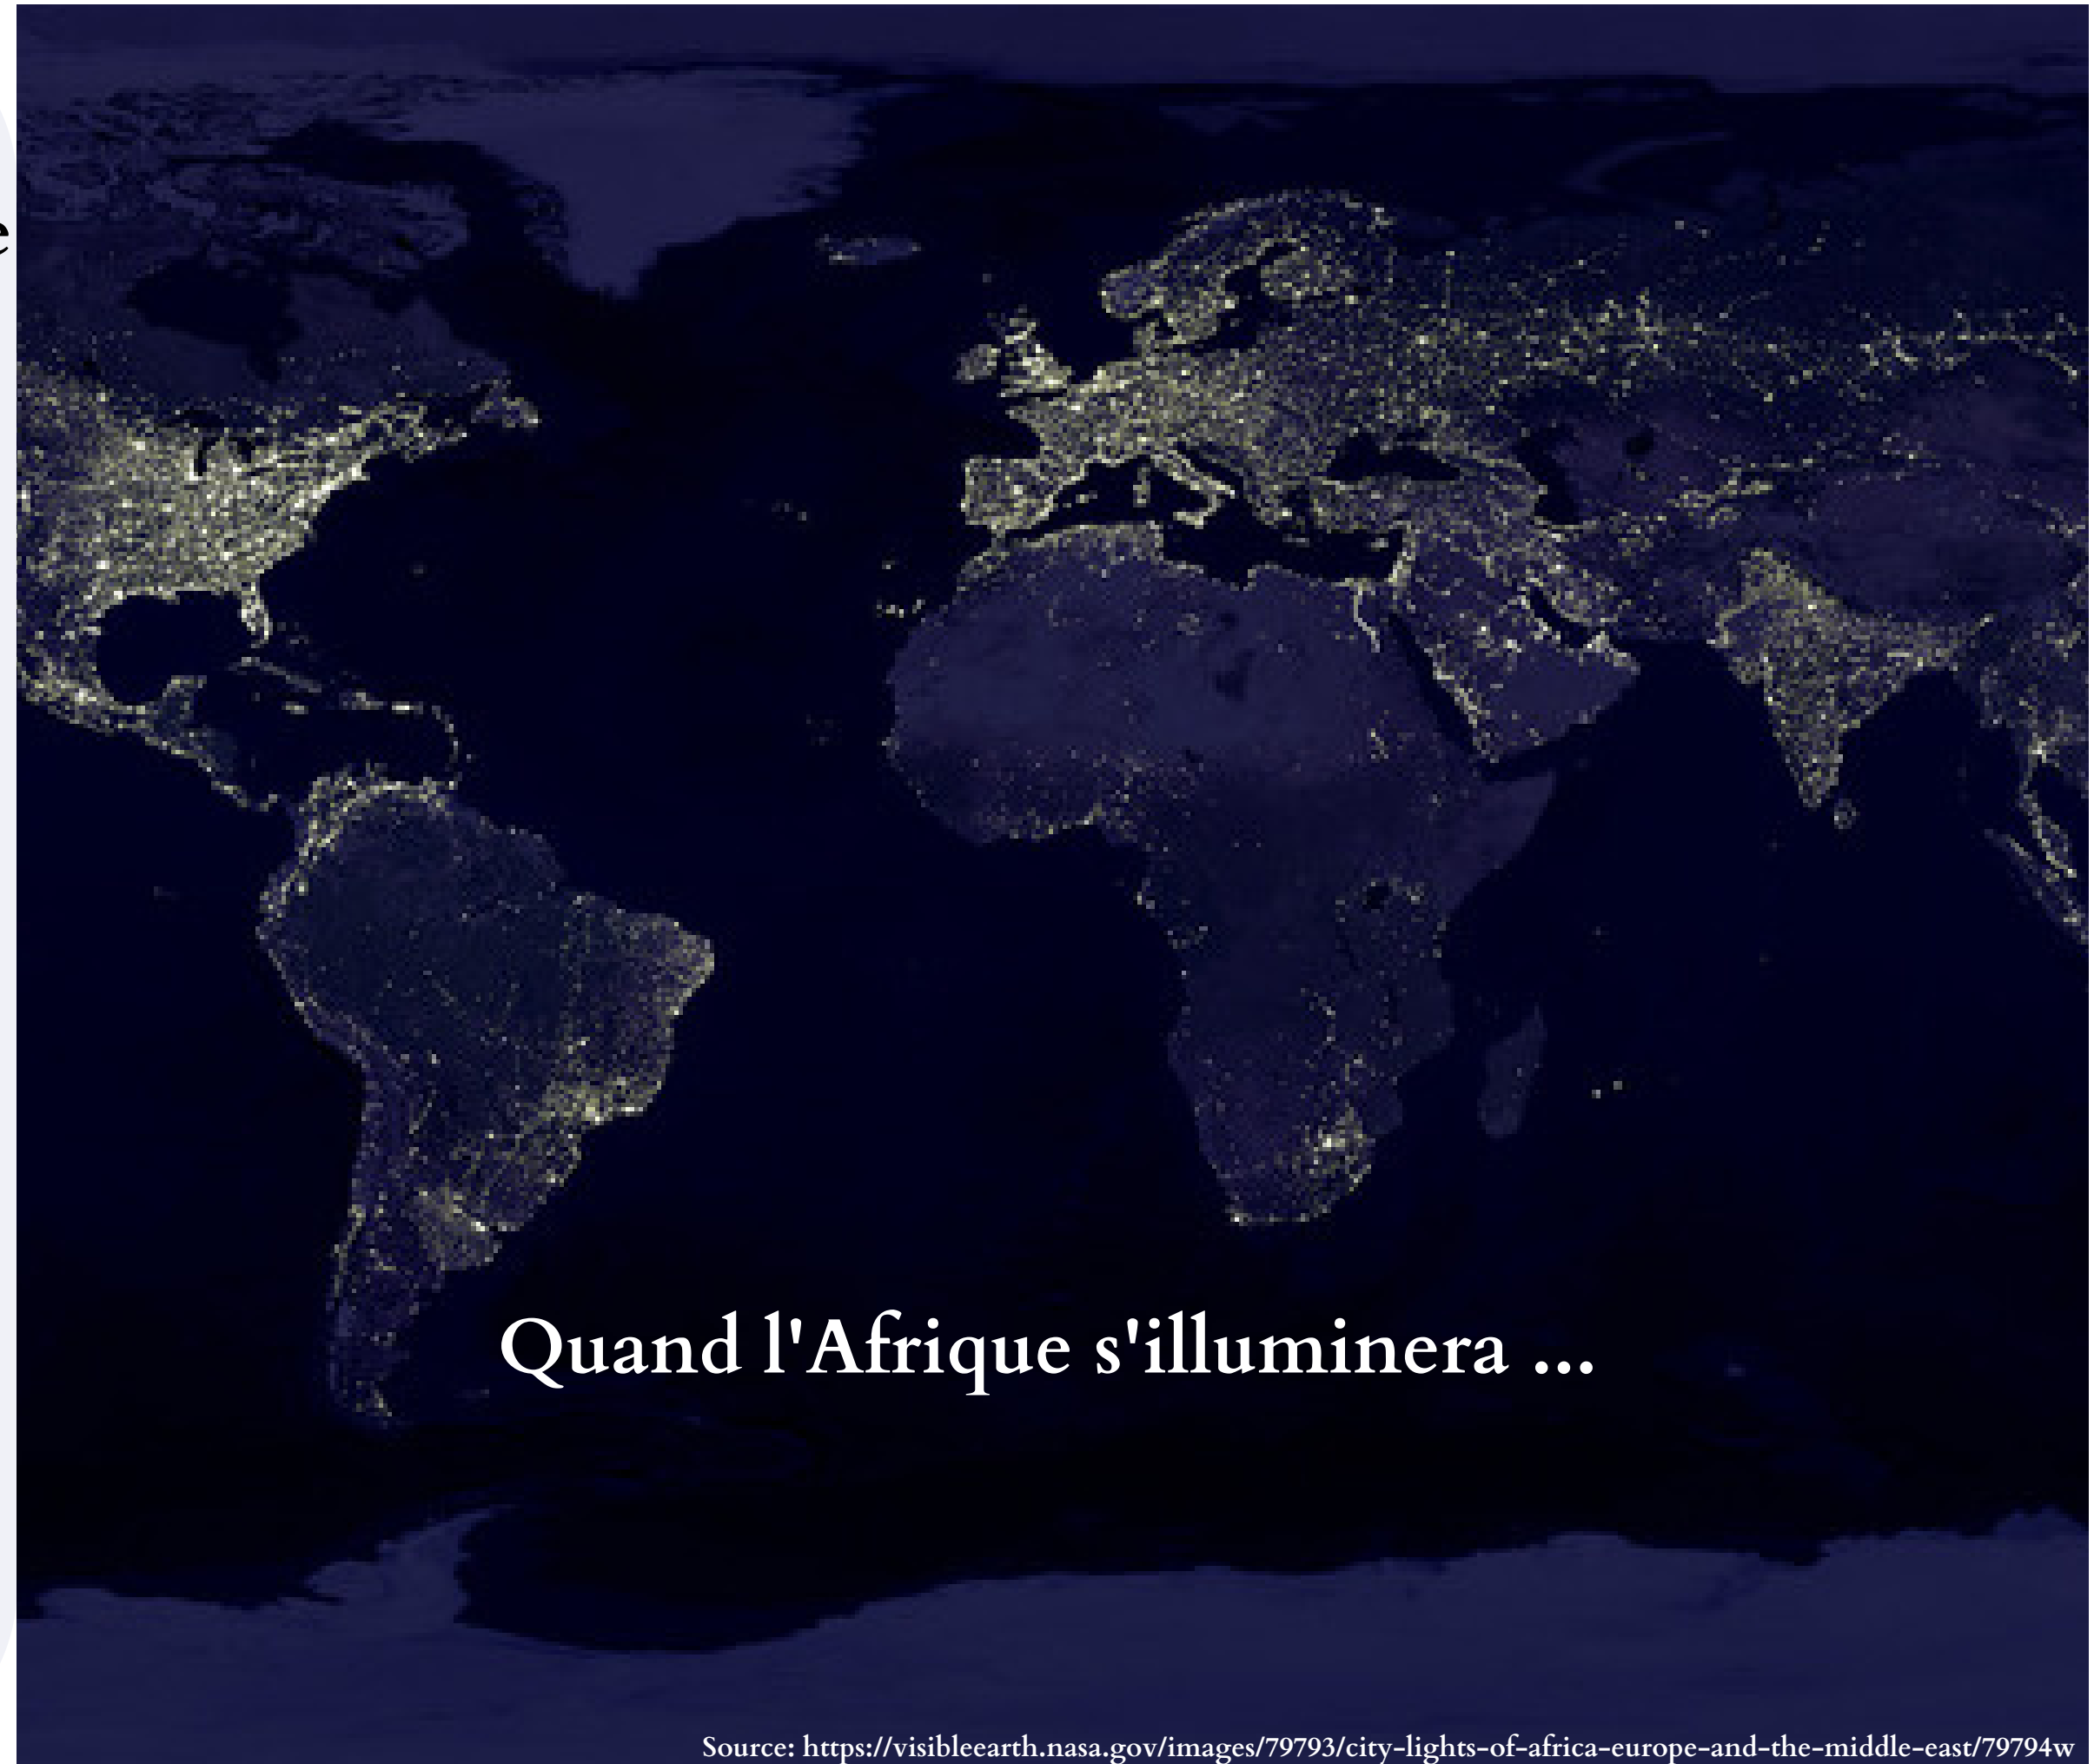 e
Quand l'Afrique s'illuminera ...
Source: https://visibleearth.nasa.gov/images/79793/city-lights-of-africa-europe-and-the-middle-east/79794w